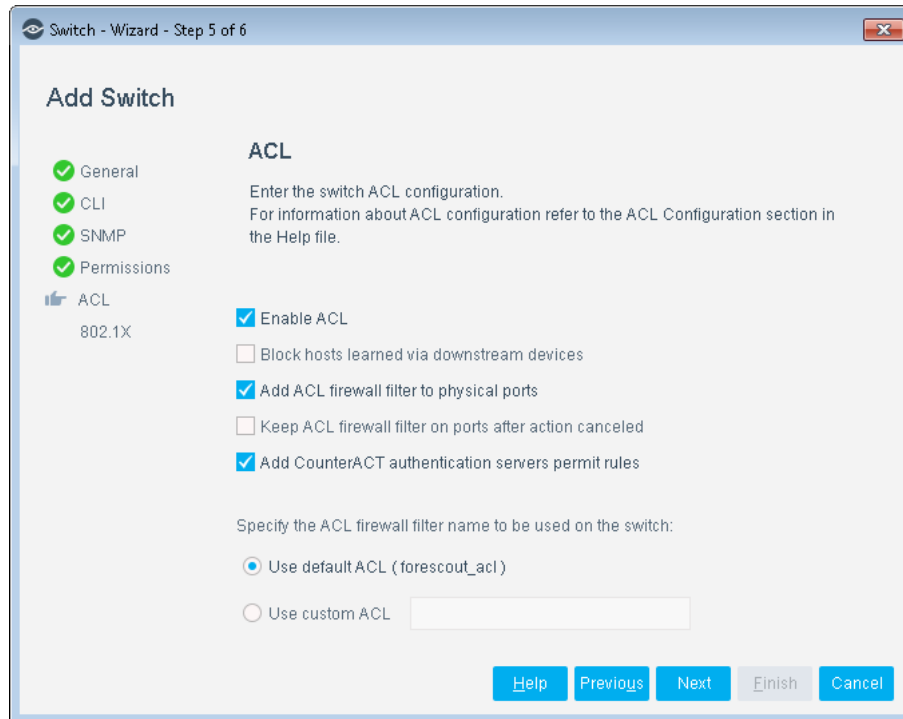 Switch - Wizard - Step 5 of 6
Add Switch
General
CLI
SNMP
Permissions
ACL
802.1X
ACL
Enter the switch ACL configuration.
For information about ACL configuration refer to the ACL Configuration section in
the Help file.
Enable ACL
Block hosts learned via downstream devices
Add ACL firewall filter to physical ports
Keep ACL firewall filter on ports after action canceled
Add CounterACT authentication servers permit rules
Specify the ACL firewall filter name to be used on the switch:
Use default ACL ( forescout_acl )
Use custom ACL
Help Previous Next Finish Cancel